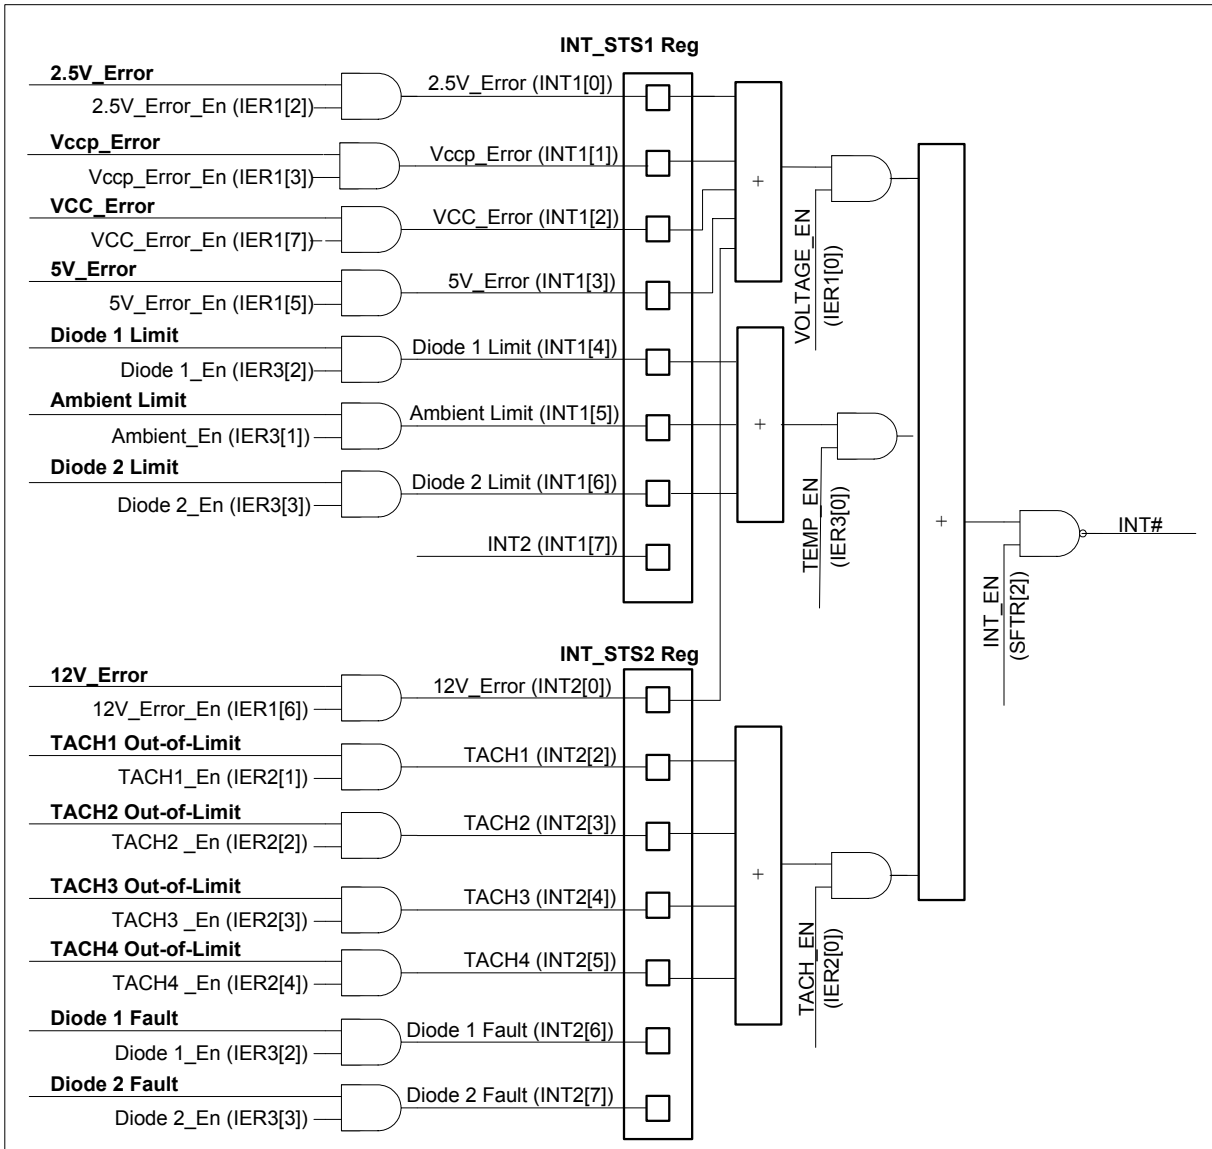 INT_STS1 Reg
2.5V_Error
2.5V_Error_En (IER1[2])
2.5V_Error (INT1[0])
Vccp_Error
Vccp_Error_En (IER1[3])
Vccp_Error (INT1[1])
VCC_Error
VCC_Error_En (IER1[7])
VCC_Error (INT1[2])
5V_Error
5V_Error_En (IER1[5])
5V_Error (INT1[3])
Diode 1 Limit
Diode 1_En (IER3[2])
Diode 1 Limit (INT1[4])
Ambient Limit
Ambient_En (IER3[1])
Ambient Limit (INT1[5])
Diode 2 Limit
Diode 2_En (IER3[3])
Diode 2 Limit (INT1[6])
INT2 (INT1[7])
+
VOLTAGE_EN
(IER1[0])
+
TEMP_EN
(IER3[0])
+
INT_EN
(SFTR[2])
INT#
INT_STS2 Reg
12V_Error
12V_Error_En (IER1[6])
12V_Error (INT2[0])
TACH1 Out-of-Limit
TACH1_En (IER2[1])
TACH1 (INT2[2])
TACH2 Out-of-Limit
TACH2 _En (IER2[2])
TACH2 (INT2[3])
TACH3 Out-of-Limit
TACH3 _En (IER2[3])
TACH3 (INT2[4])
TACH4 Out-of-Limit
TACH4 _En (IER2[4])
TACH4 (INT2[5])
Diode 1 Fault
Diode 1_En (IER3[2])
Diode 1 Fault (INT2[6])
Diode 2 Fault
Diode 2_En (IER3[3])
Diode 2 Fault (INT2[7])
+
TACH_EN
(IER2[0])